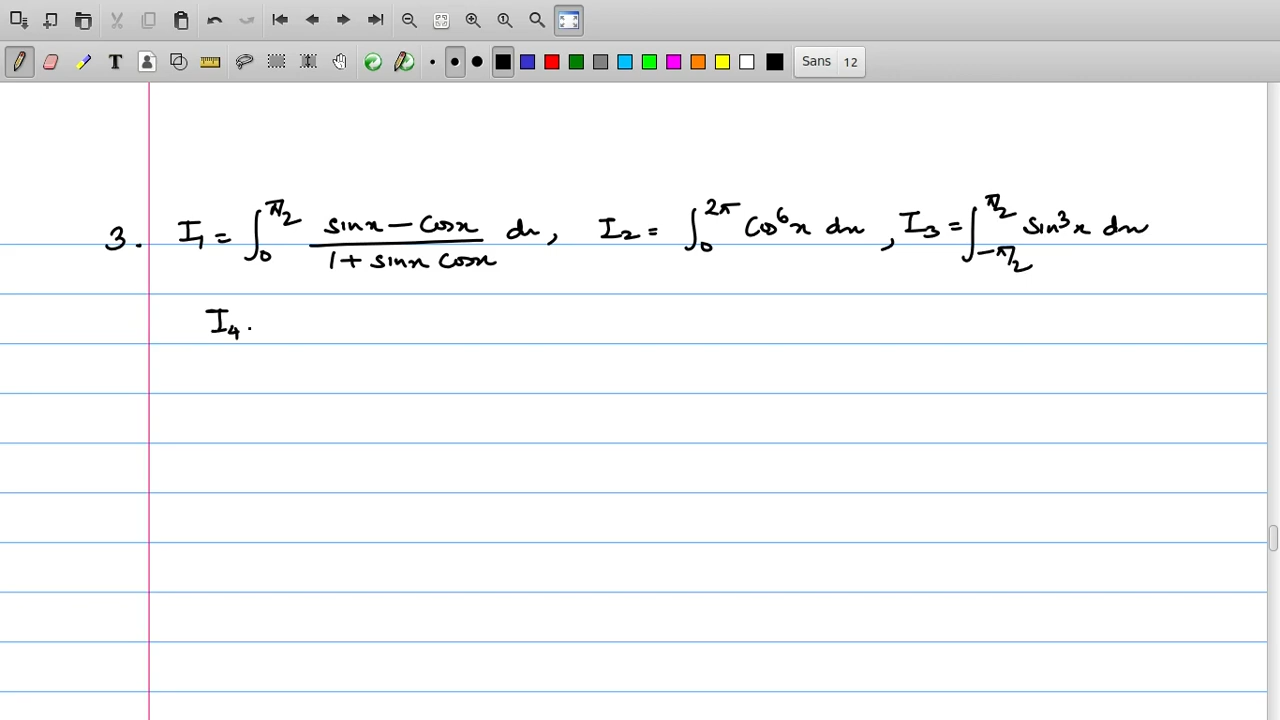 Sans 12
3. I₁ = ∫₀^(π/2) (sinx − cosx)/(1 + sinx cosx) dx, I₂ = ∫₀^(2π) cos⁶x dx, I₃ = ∫_(−π/2)^(π/2) sin³x dx
I₄.